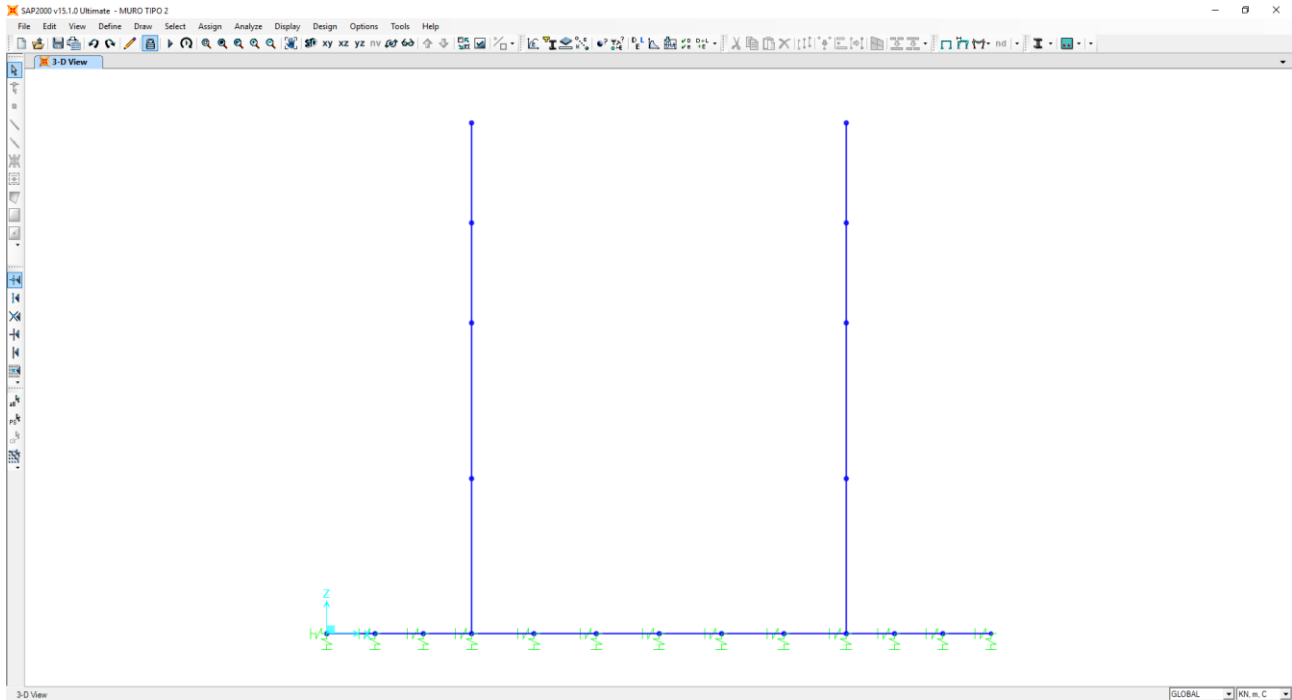 SAP2000 v15.1.0 Ultimate - MURO TIPO 2
File Edit View Define Draw Select Assign Analyze Display Design Options Tools Help
xy xz yz nv nd
3-D View
Z
X
3-D View GLOBAL KN, m, C